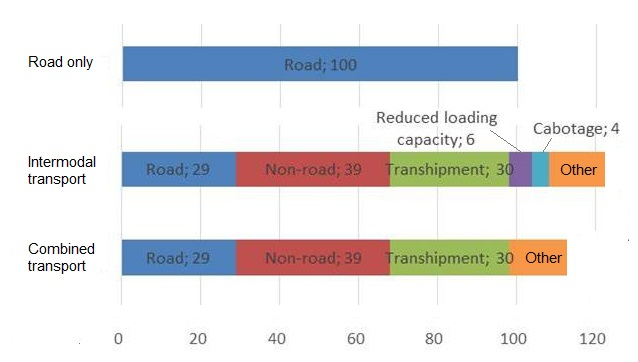 Road only
Road; 100
Reduced loading
capacity; 6
Cabotage; 4
Intermodal
transport
Road; 29
Non-road; 39
Transhipment; 30
Other
Combined
transport
Road; 29
Non-road; 39
Transhipment; 30
Other
0 20 40 60 80 100 120